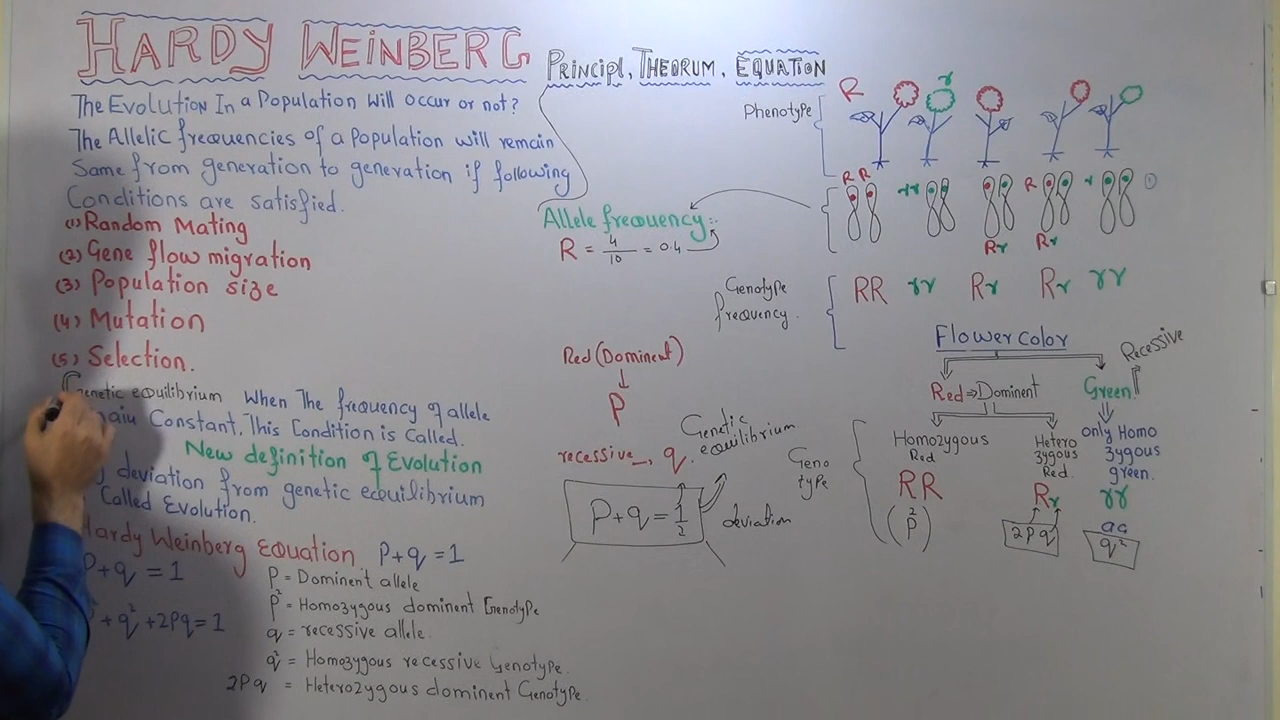 HARDY WEINBERG
PRINCIPL, THEORUM, EQUATION
The Evolution In a Population Will occur or not?
The Allelic frequencies of a Population will remain
Same from generation to generation if following
Conditions are satisfied.
(1) Random Mating
(2) Gene flow migration
(3) Population size
(4) Mutation
(5) Selection.
Genetic equilibrium When The frequency of allele
Constant. This Condition is Called.
New definition of Evolution
deviation from genetic equilibrium
Called Evolution.
Hardy Weinberg Equation. P+q=1
P+q=1
+q²+2Pq=1
P = Dominent allele
P² = Homozygous dominent Genotype
q = recessive allele.
q² = Homozygous recessive Genotype.
2Pq = Heterozygous dominent Genotype.
Allele frequency:-
R = 4/10 = 0.4
Red (Dominent)
P
recessive → q.
Genetic
equilibrium
P+q=1
1
2
deviation
Phenotype
R r
R R rr R r
Rr Rr
1
Genotype
frequency.
RR rr Rr Rr rr
Flower color
Recessive
Red ⇒ Dominent
Green
Homozygous
Red
RR
(P²)
Hetero
zygous
Red.
Rr
2Pq
only Homo
zygous
green.
rr
qq
q²
Geno
type